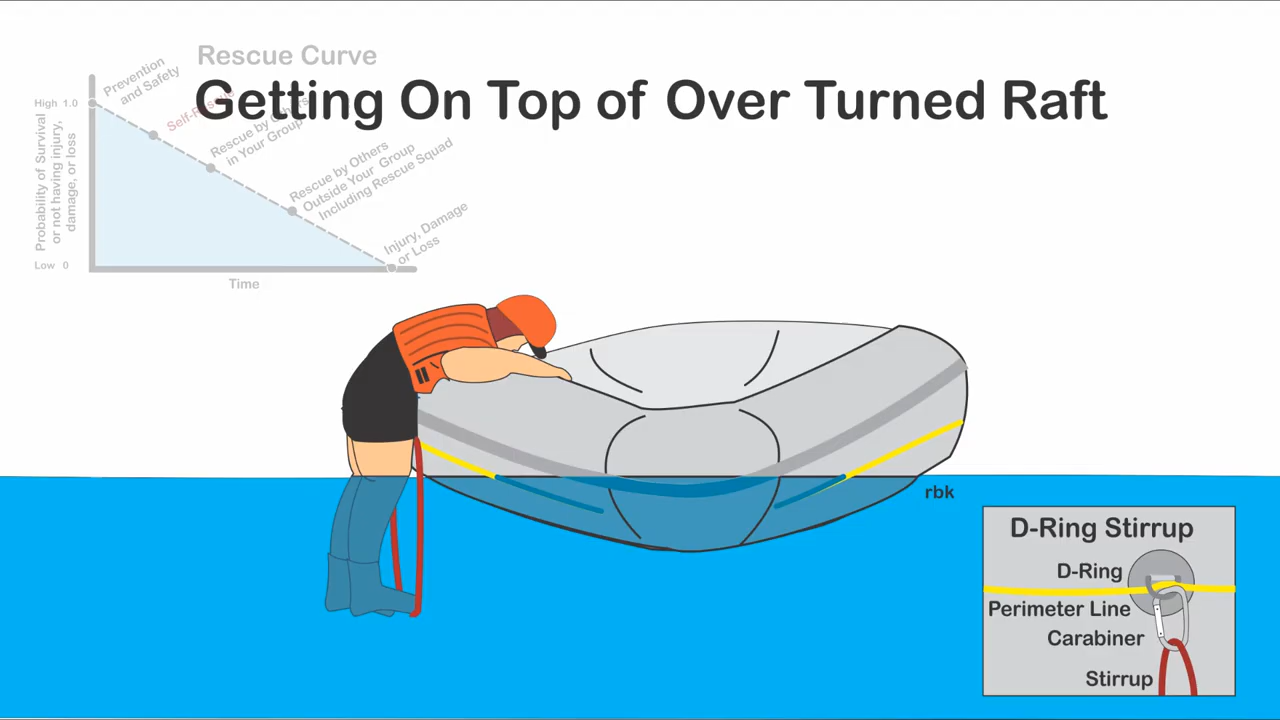 Rescue Curve
Getting On Top of Over Turned Raft
Prevention
and Safety
High 1.0
Self-Rescue
Rescue by Others
in Your Group
Rescue by Others
Outside Your Group
Including Rescue Squad
Probability of Survival
or not having injury,
damage, or loss
Injury, Damage
or Loss
Low 0
Time
rbk
D-Ring Stirrup
D-Ring
Perimeter Line
Carabiner
Stirrup